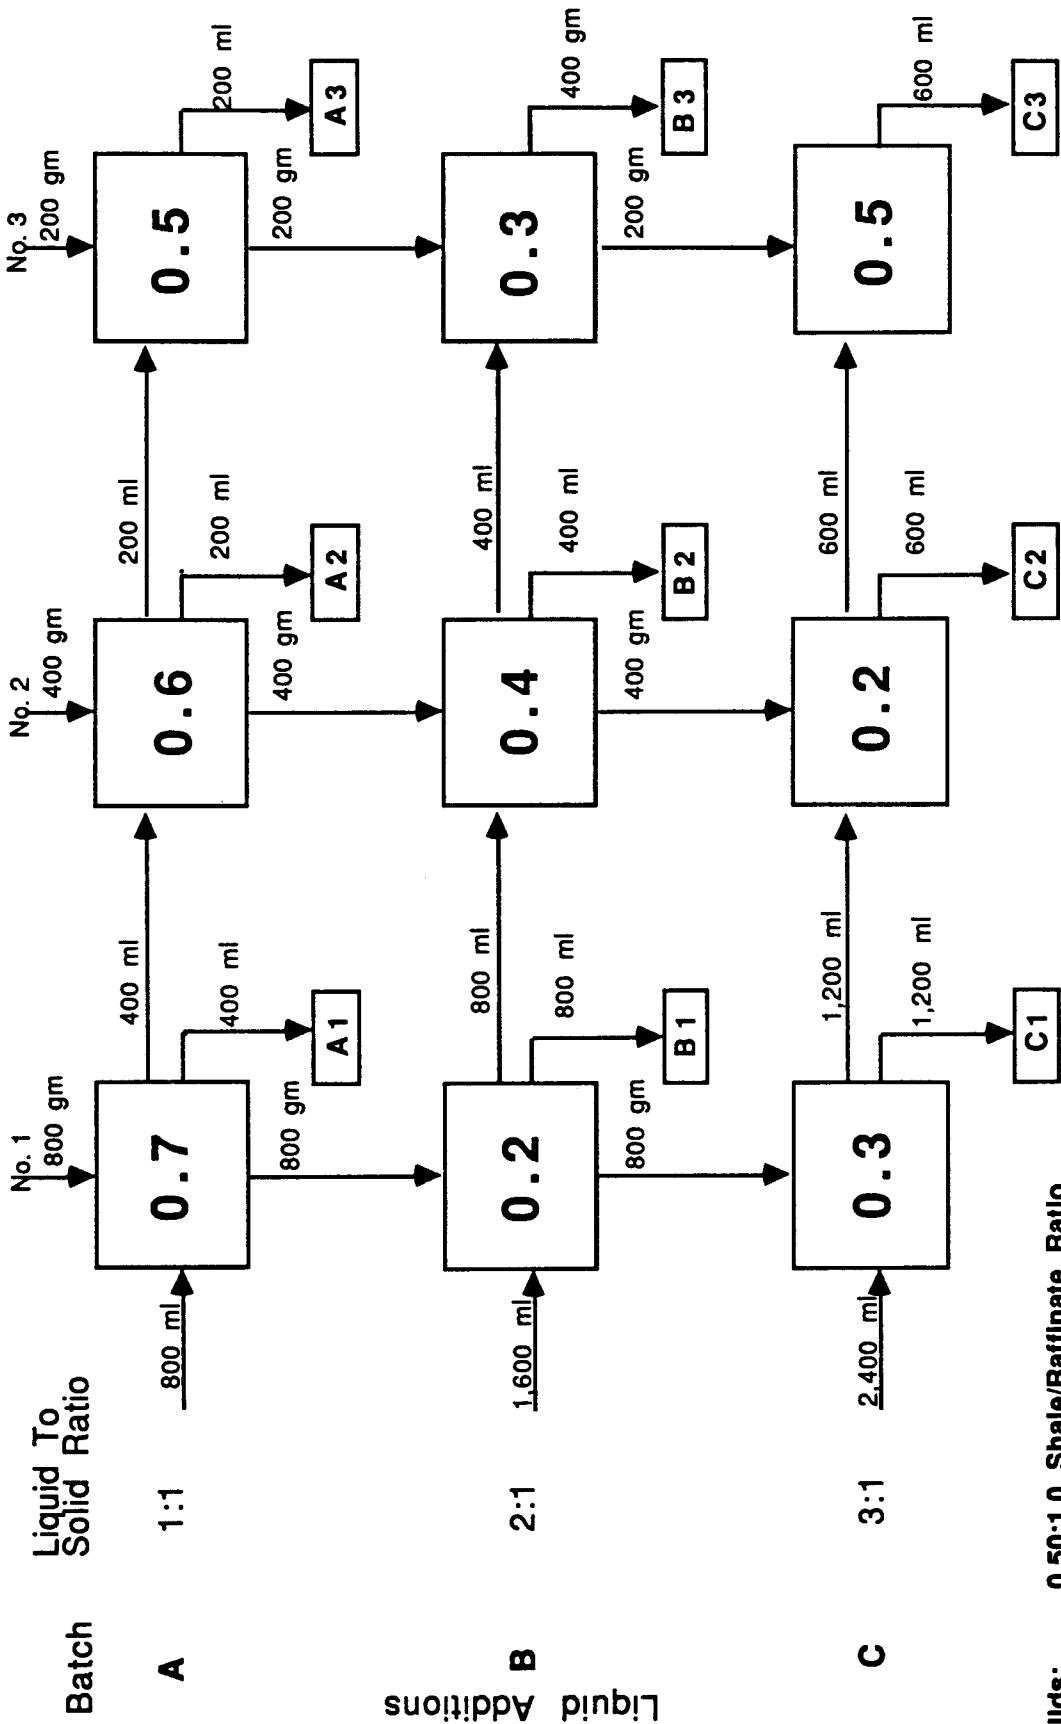 No. 1
No. 2
No. 3
Liquid To
Batch Solid Ratio
800 gm
400 gm
200 gm
A 1:1
800 ml
0.7
400 ml
0.6
200 ml
0.5
400 ml
200 ml
200 ml
800 gm
A1
400 gm
A2
200 gm
A3
Liquid Additions
B 2:1
1,600 ml
0.2
800 ml
0.4
400 ml
0.3
800 ml
400 ml
400 gm
800 gm
B1
400 gm
B2
200 gm
B3
C 3:1
2,400 ml
0.3
1,200 ml
0.2
600 ml
0.5
1,200 ml
600 ml
600 ml
C1
C2
C3
0.50:1.0 Shale/Raffinate Ratio